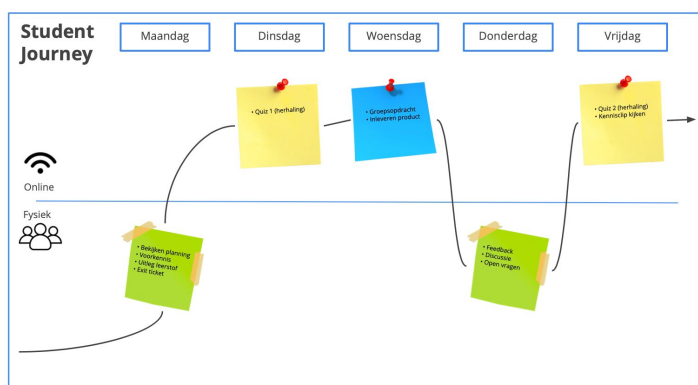 Student
Journey
Maandag
Dinsdag
Woensdag
Donderdag
Vrijdag
• Quiz 1 (herhaling)
• Groepsopdracht
• Inleveren product
• Quiz 2 (herhaling)
• Kennisclip kijken
Online
Fysiek
• Bekijken planning
• Voorkennis
• Uitleg leerstof
• Exit ticket
• Feedback
• Discussie
• Open vragen